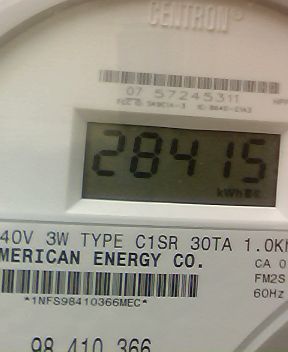 CENTRON®
07 57245311
28415
kWh
40V 3W TYPE C1SR 30TA 1.0Kh
MERICAN ENERGY CO.
CA 0
FM2S
60Hz
*1NFS98410366MEC*
98 410 366